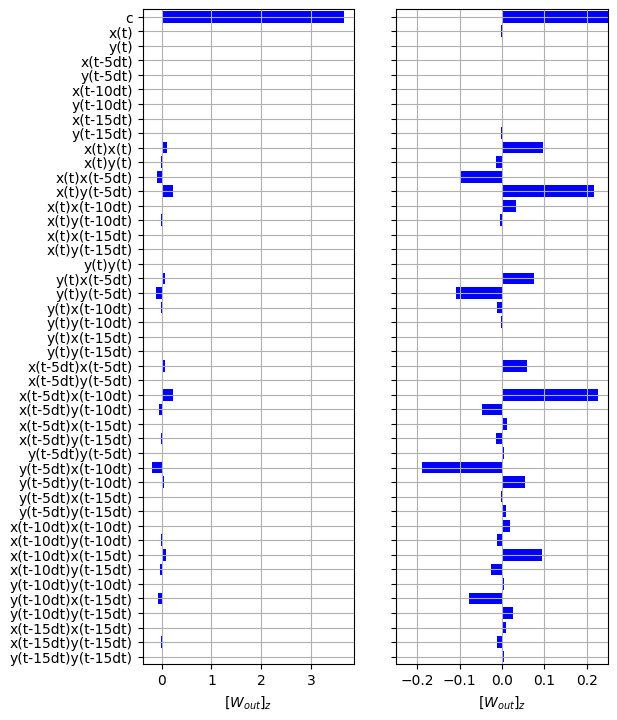 c
x(t)
y(t)
x(t-5dt)
y(t-5dt)
x(t-10dt)
y(t-10dt)
x(t-15dt)
y(t-15dt)
x(t)x(t)
x(t)y(t)
x(t)x(t-5dt)
x(t)y(t-5dt)
x(t)x(t-10dt)
x(t)y(t-10dt)
x(t)x(t-15dt)
x(t)y(t-15dt)
y(t)y(t)
y(t)x(t-5dt)
y(t)y(t-5dt)
y(t)x(t-10dt)
y(t)y(t-10dt)
y(t)x(t-15dt)
y(t)y(t-15dt)
x(t-5dt)x(t-5dt)
x(t-5dt)y(t-5dt)
x(t-5dt)x(t-10dt)
x(t-5dt)y(t-10dt)
x(t-5dt)x(t-15dt)
x(t-5dt)y(t-15dt)
y(t-5dt)y(t-5dt)
y(t-5dt)x(t-10dt)
y(t-5dt)y(t-10dt)
y(t-5dt)x(t-15dt)
y(t-5dt)y(t-15dt)
x(t-10dt)x(t-10dt)
x(t-10dt)y(t-10dt)
x(t-10dt)x(t-15dt)
x(t-10dt)y(t-15dt)
y(t-10dt)y(t-10dt)
y(t-10dt)x(t-15dt)
y(t-10dt)y(t-15dt)
x(t-15dt)x(t-15dt)
x(t-15dt)y(t-15dt)
y(t-15dt)y(t-15dt)
0 1 2 3
[W_out]_z
−0.2 −0.1 0.0 0.1 0.2
[W_out]_z